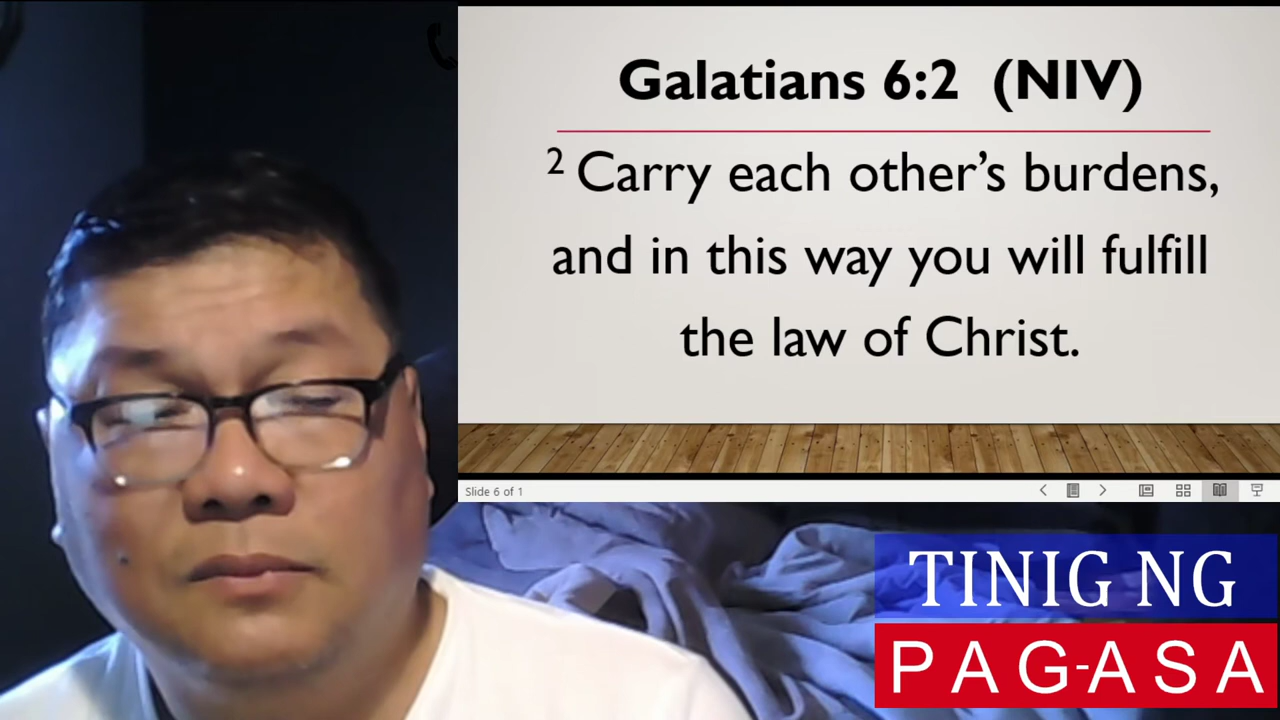 Galatians 6:2 (NIV)
2 Carry each other’s burdens,
and in this way you will fulfill
the law of Christ.
Slide 6 of 1
TINIG NG
PAG-ASA